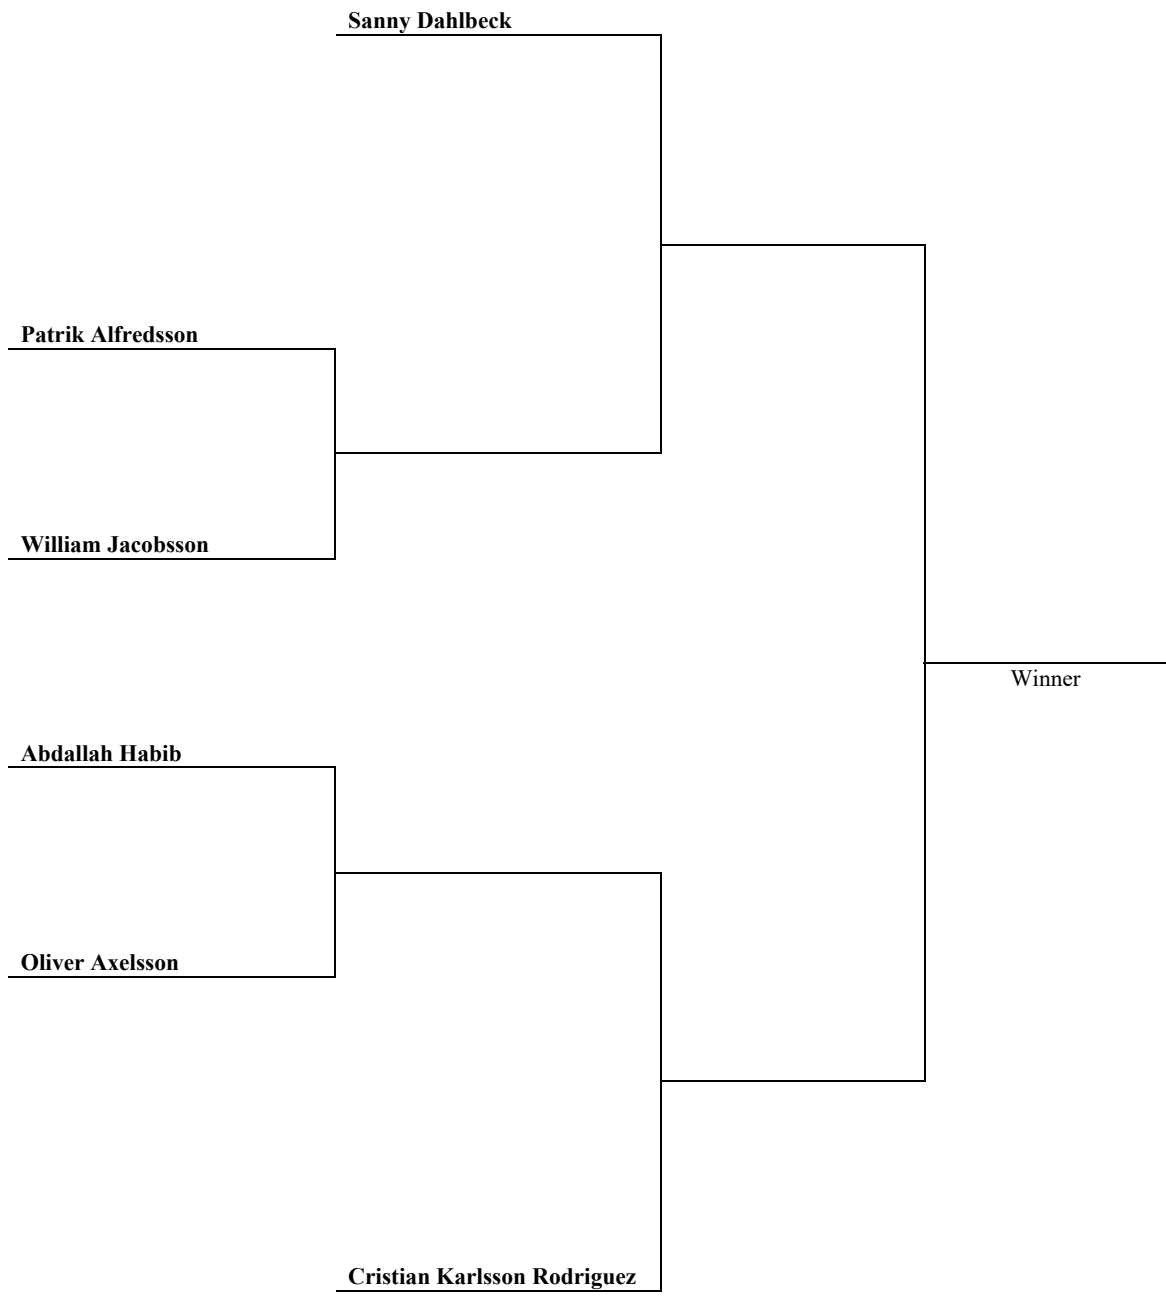 Sanny Dahlbeck
Patrik Alfredsson
William Jacobsson
Winner
Abdallah Habib
Oliver Axelsson
Cristian Karlsson Rodriguez